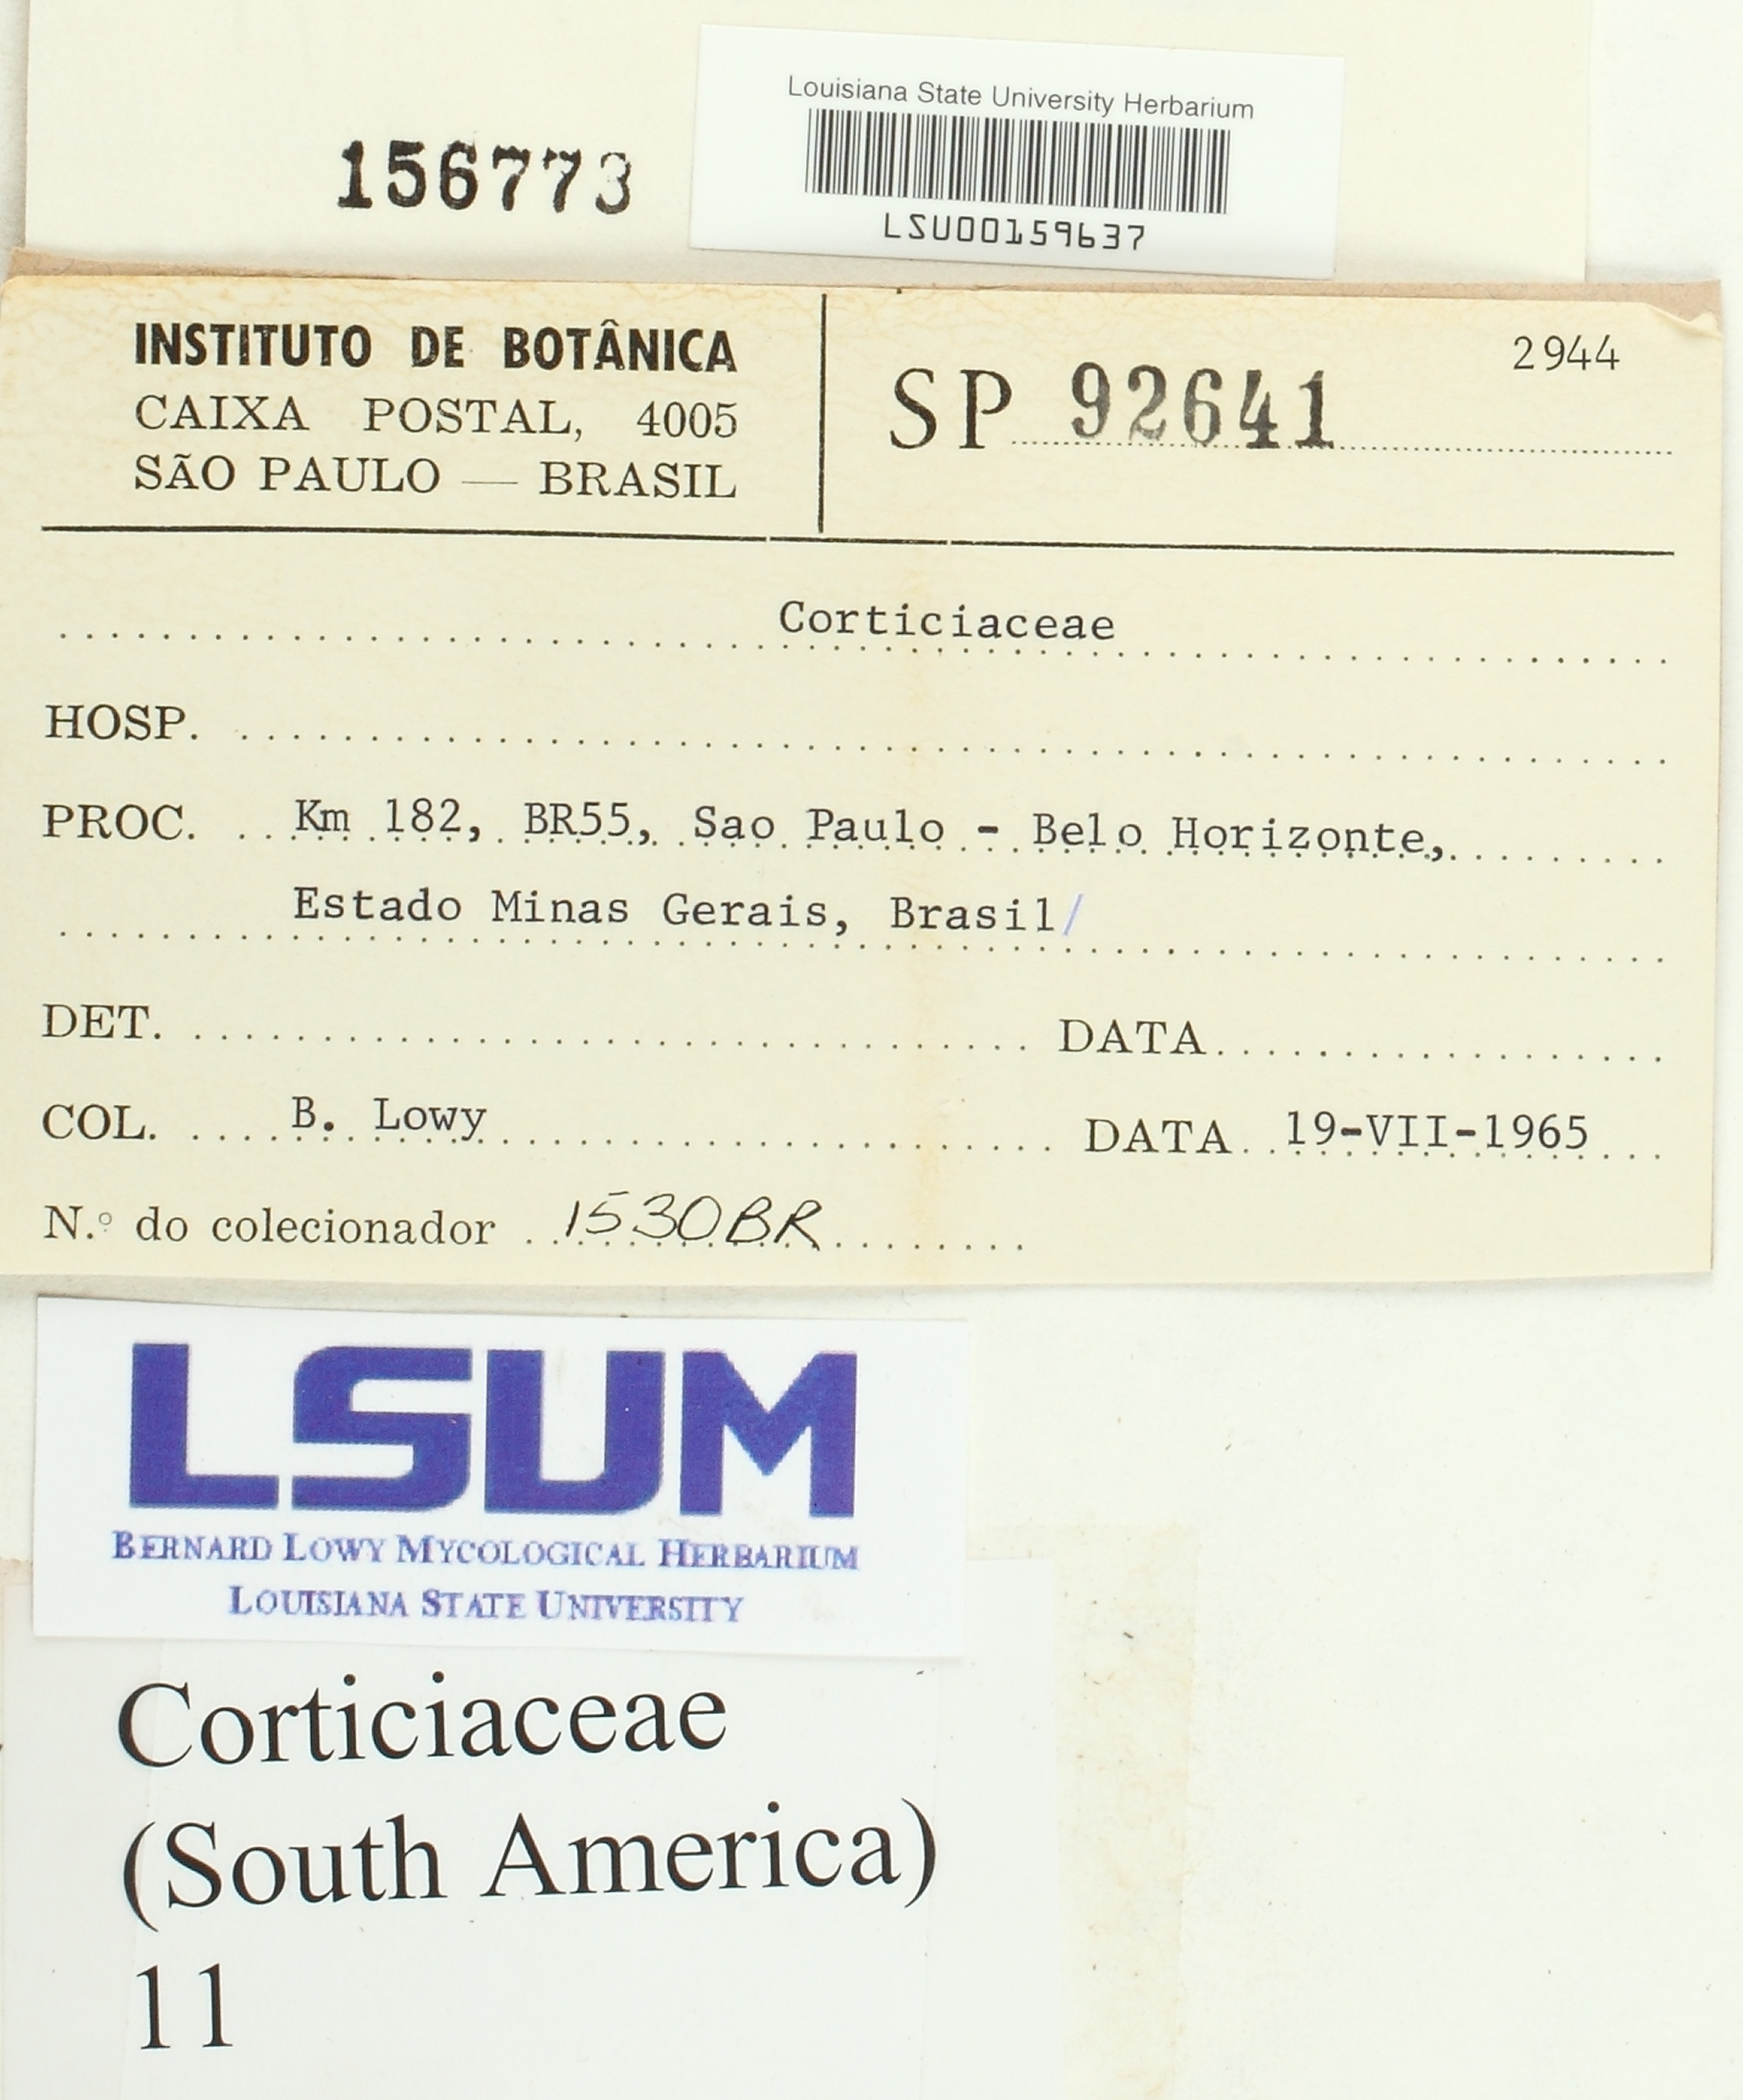 Louisiana State University Herbarium
156773
LSU00159637
INSTITUTO DE BOTÂNICA
CAIXA POSTAL, 4005
SÃO PAULO — BRASIL
2944
SP 92641
Corticiaceae
HOSP.
PROC. Km 182, BR55, Sao Paulo - Belo Horizonte,
Estado Minas Gerais, Brasil/
DET. DATA
COL. B. Lowy DATA 19-VII-1965
N.º do colecionador 1530BR
LSUM
BERNARD LOWY MYCOLOGICAL HERBARIUM
LOUISIANA STATE UNIVERSITY
Corticiaceae
(South America)
11